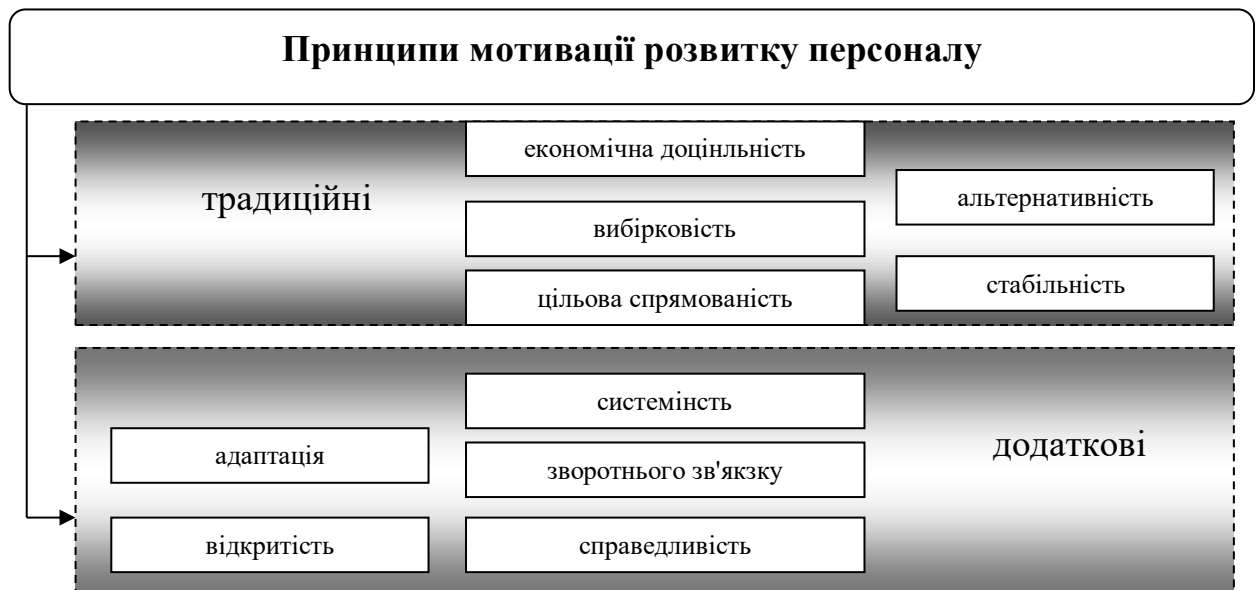 Принципи мотивації розвитку персоналу
традиційні
економічна доцінльність
вибірковість
цільова спрямованість
альтернативність
стабільність
адаптація
відкритість
системінсть
зворотнього зв'якзку
справедливість
додаткові